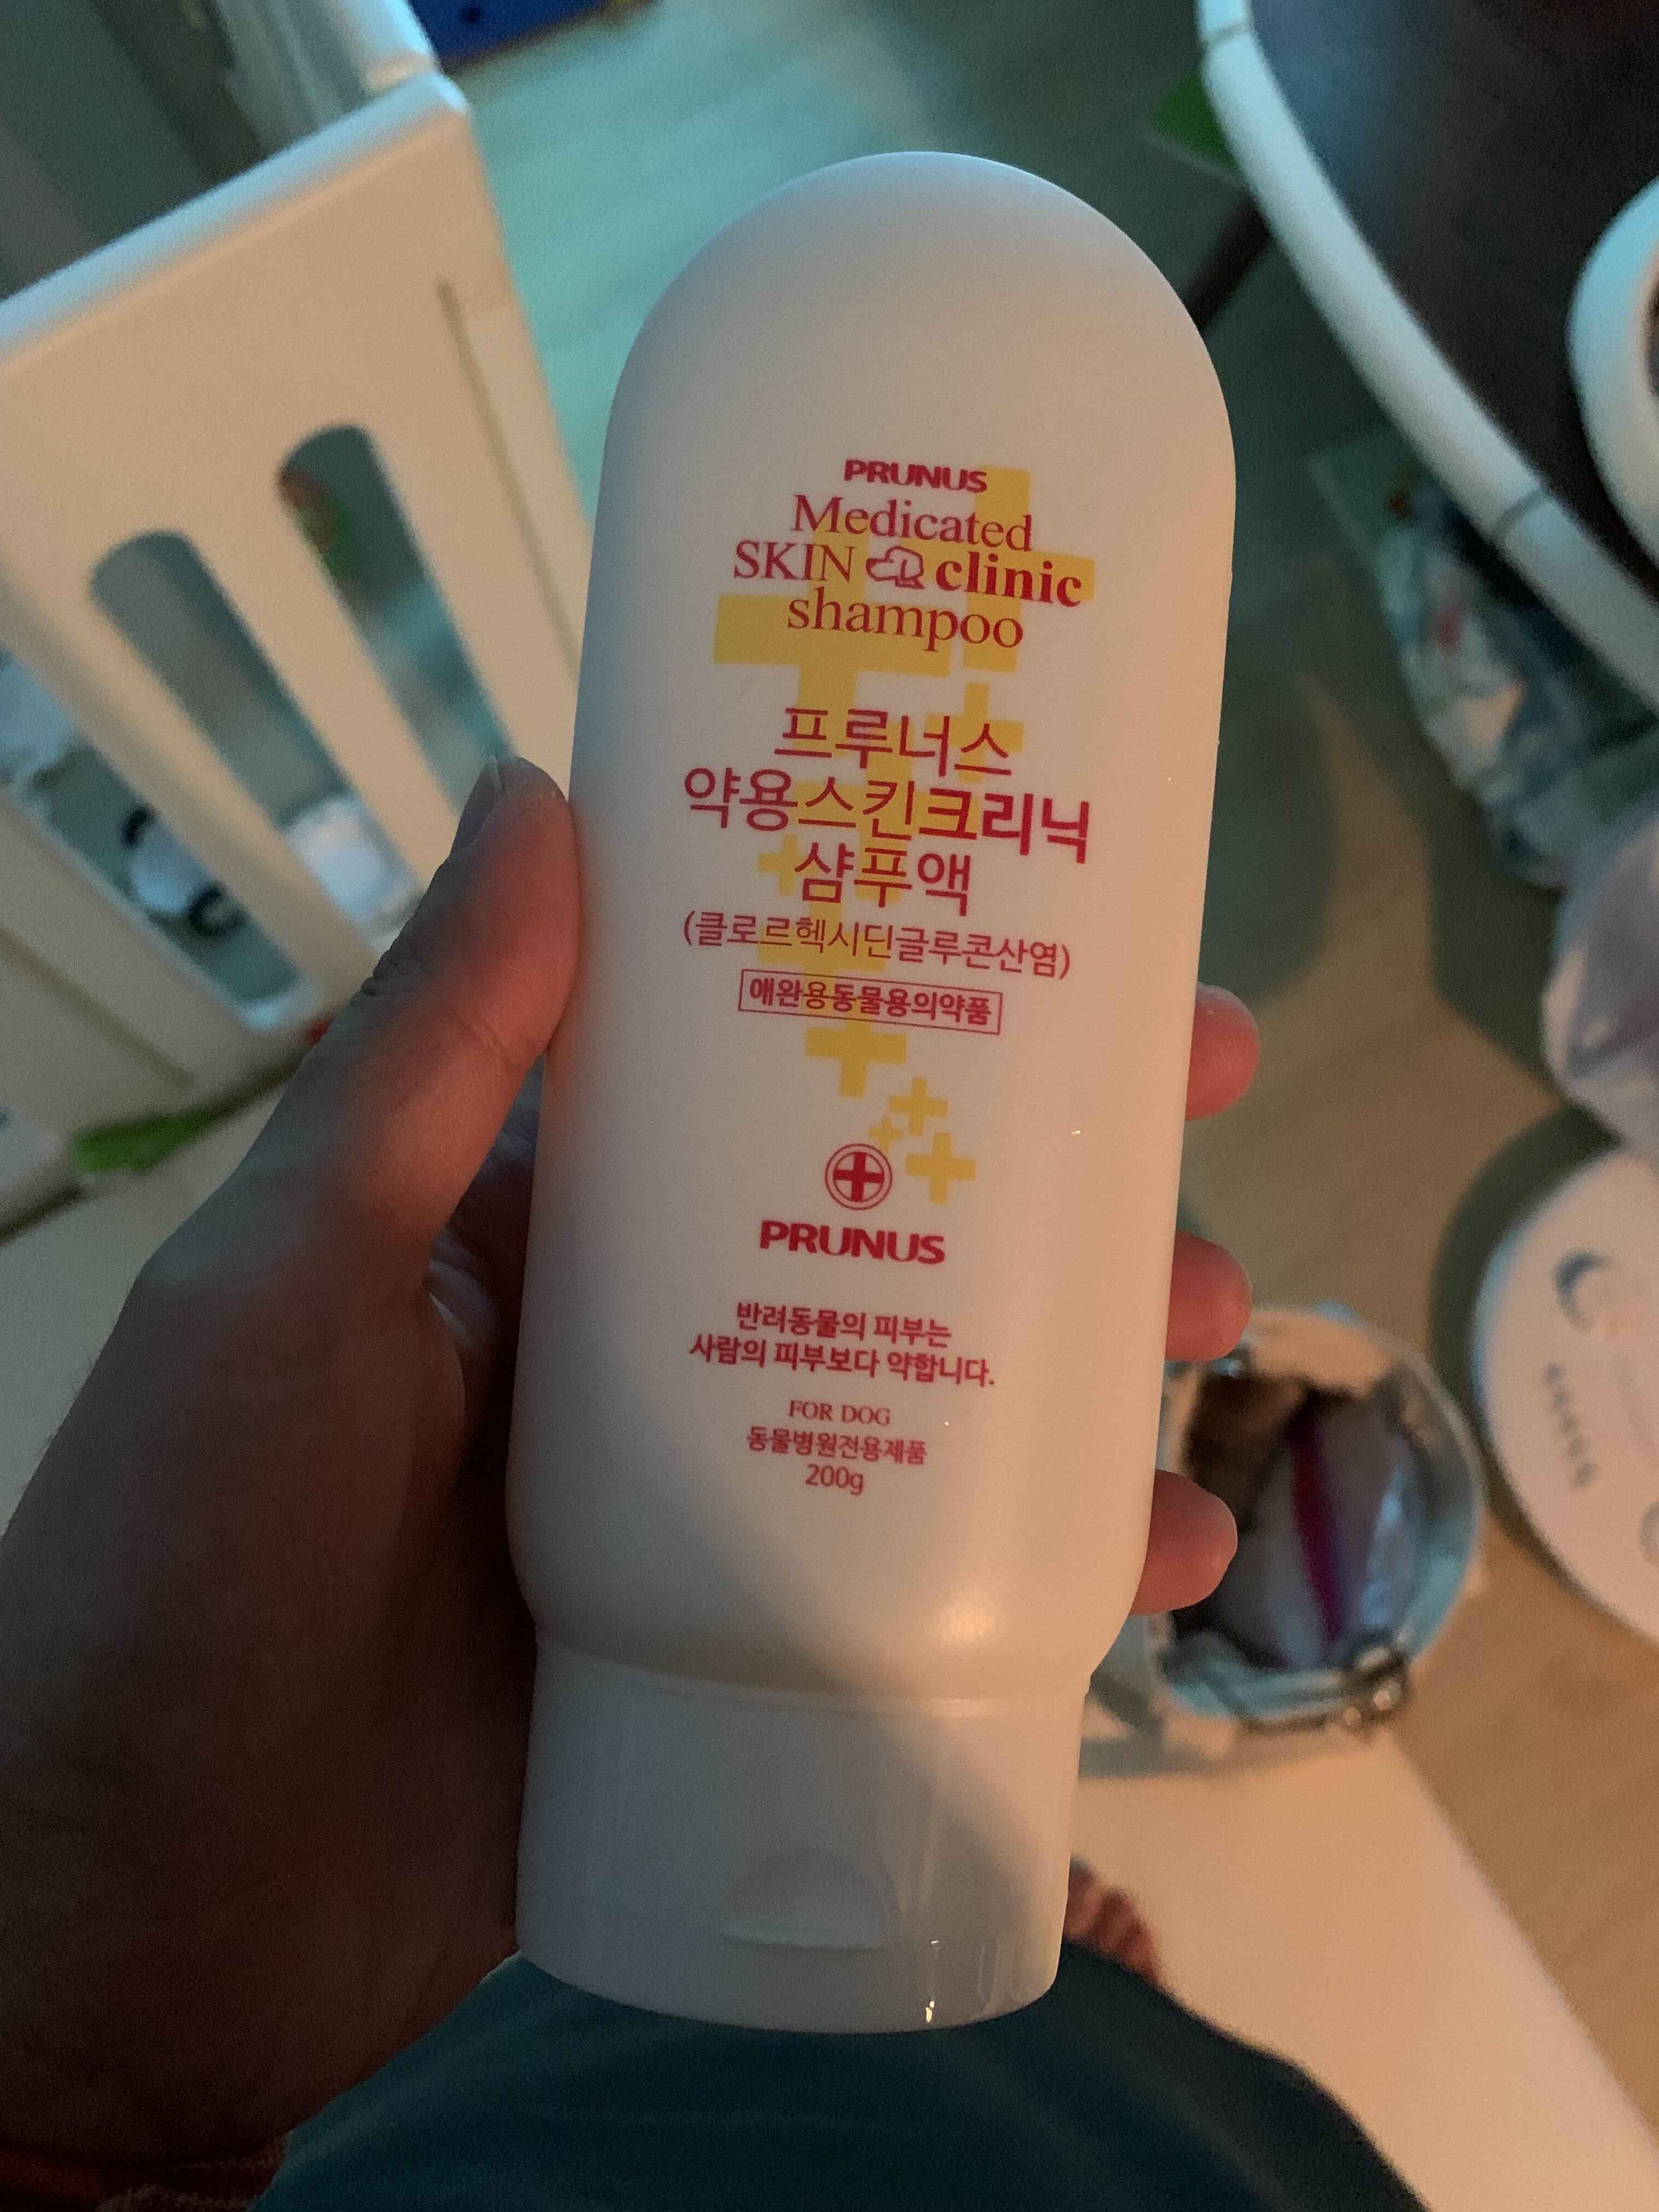 PRUNUS
Medicated
SKIN clinic
shampoo
프루너스
약용스킨크리닉
샴푸액
(클로르헥시딘글루콘산염)
애완용동물용의약품
PRUNUS
반려동물의 피부는
사람의 피부보다 약합니다.
FOR DOG
동물병원전용제품
200g